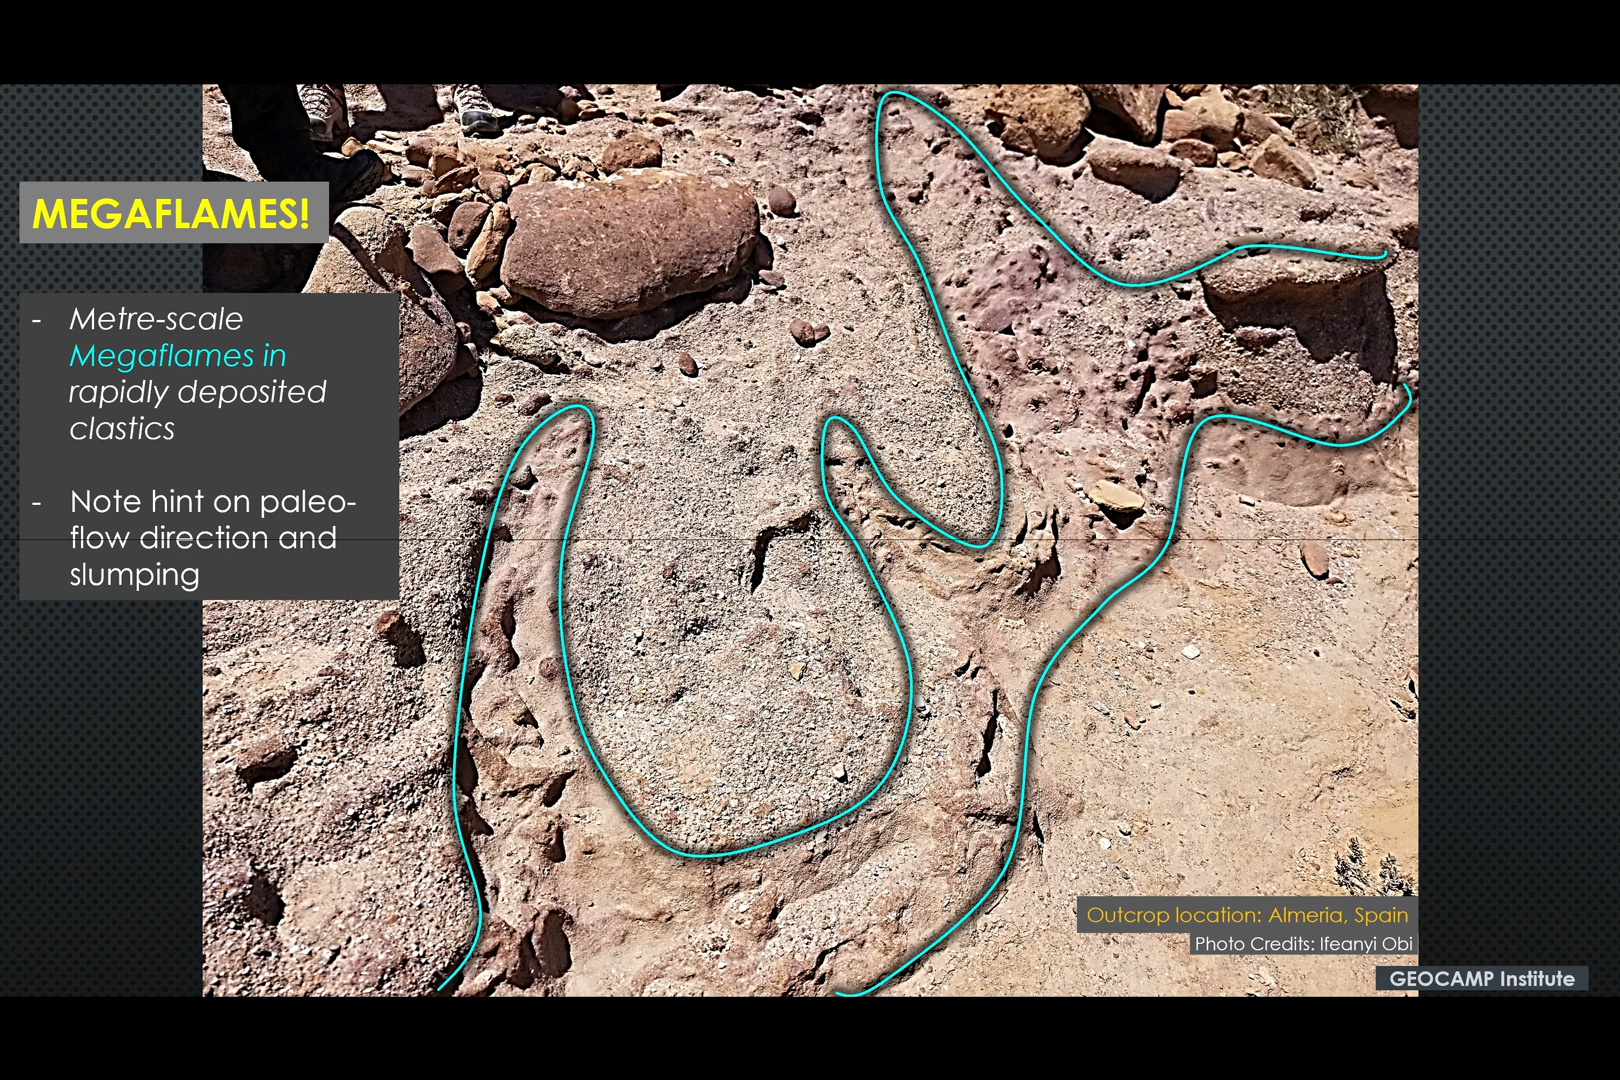 MEGAFLAMES!
- Metre-scale
Megaflames in
rapidly deposited
clastics
- Note hint on paleo-
flow direction and
slumping
Outcrop location: Almeria, Spain
Photo Credits: Ifeanyi Obi
GEOCAMP Institute